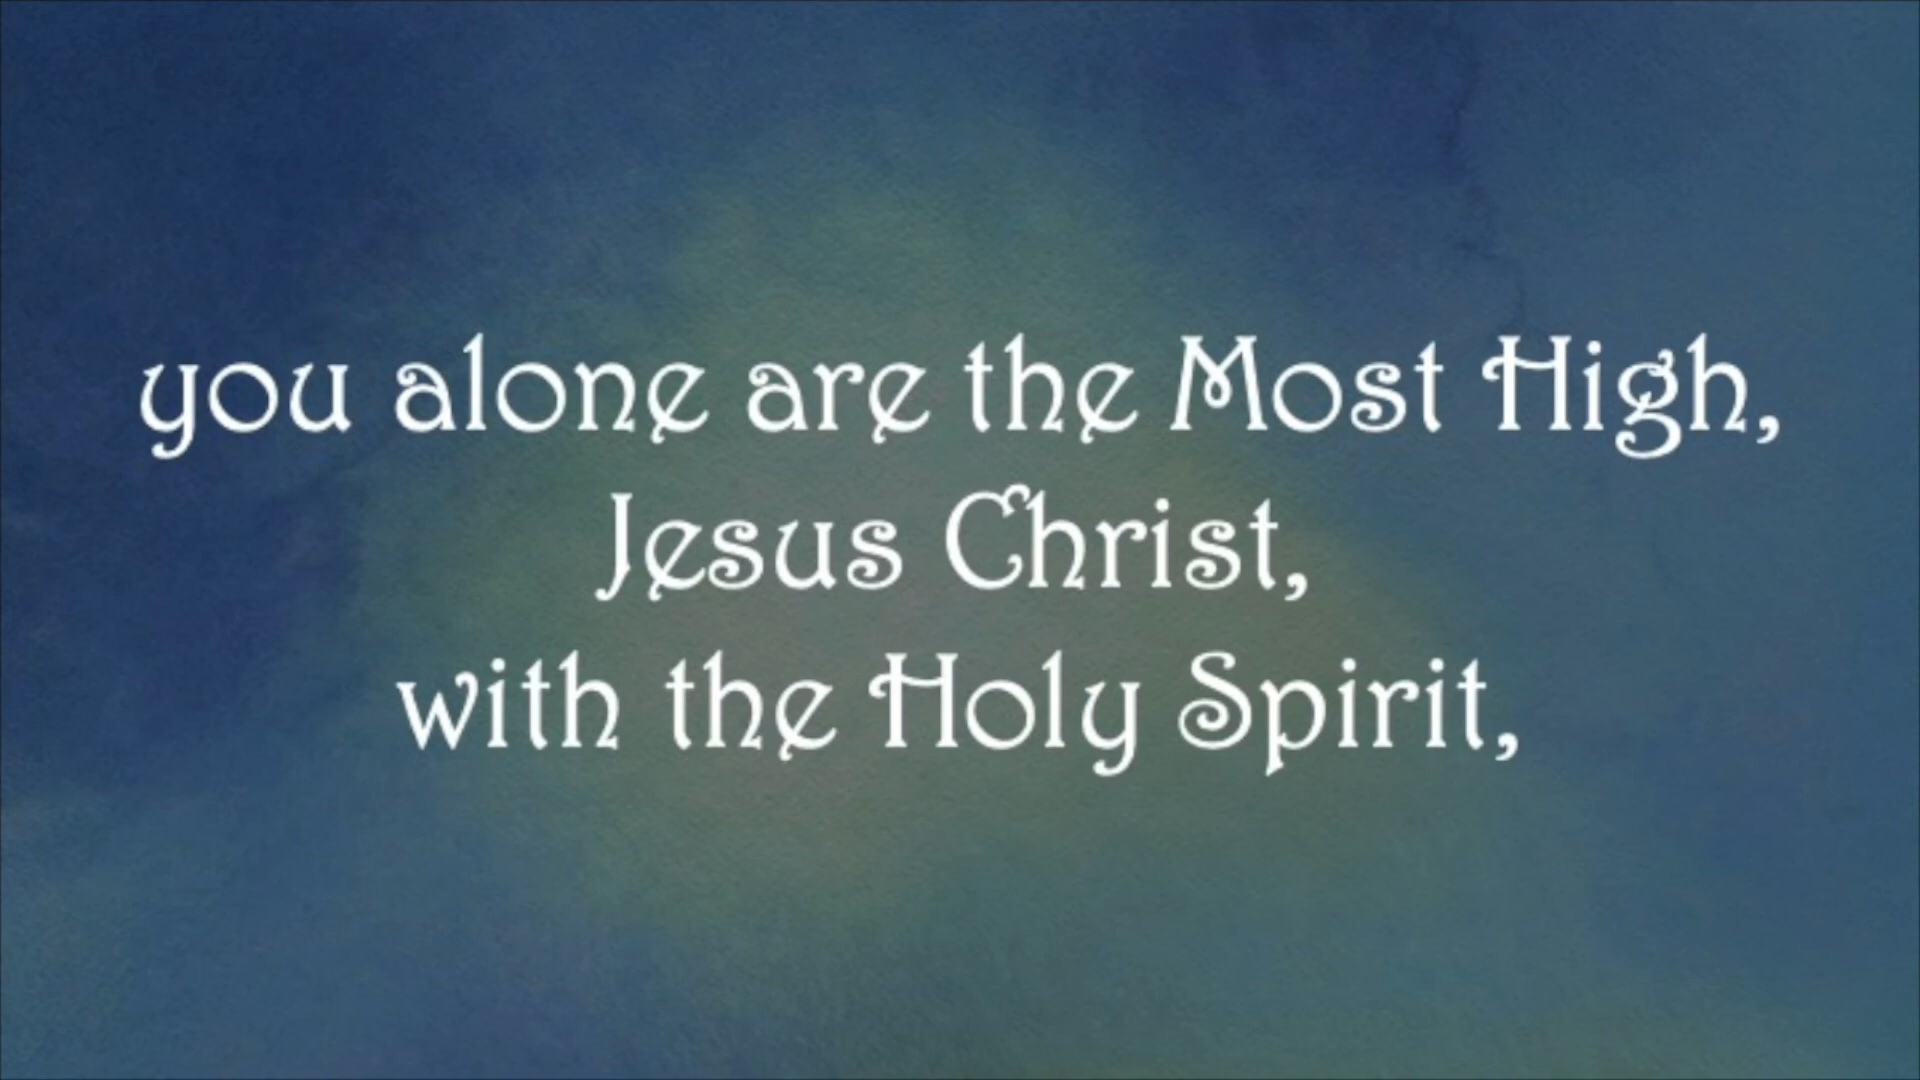 you alone are the Most High,
Jesus Christ,
with the Holy Spirit,